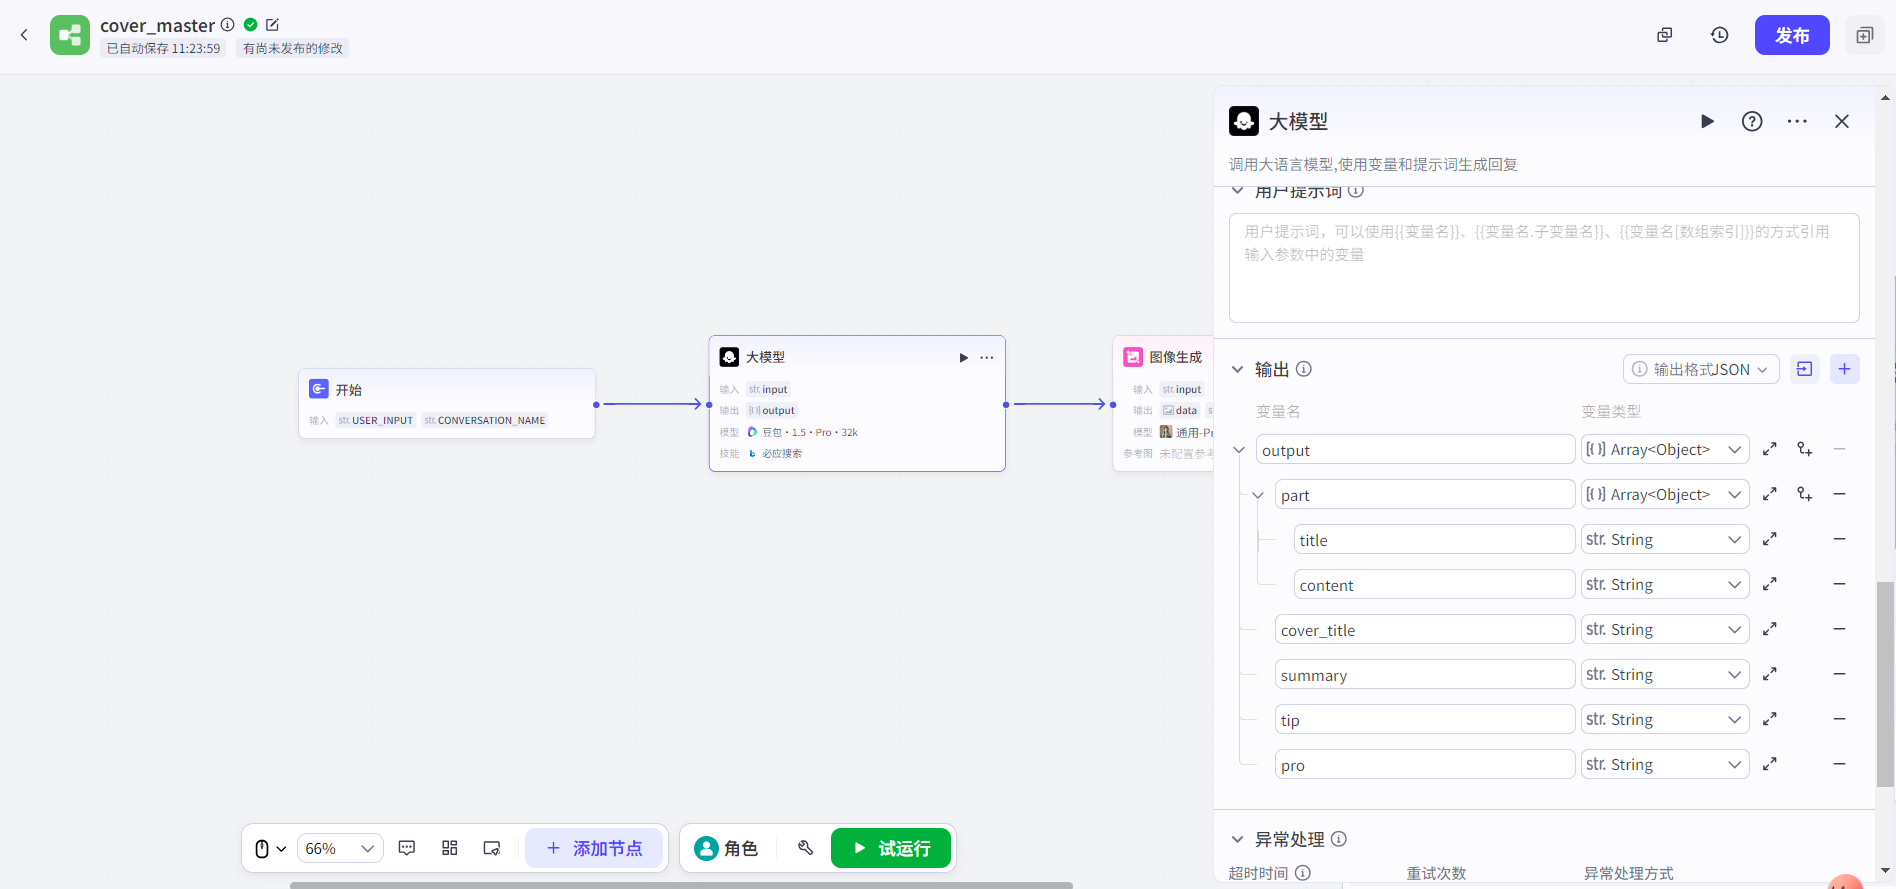 cover_master
已自动保存 11:23:59
有尚未发布的修改
发布
开始
输入 str. USER_INPUT str. CONVERSATION_NAME
大模型
输入 str. input
输出 [{}] output
模型 豆包·1.5·Pro·32k
技能 必应搜索
图像生成
输入 str. input
输出 data s
模型 通用-Pr
参考图 未配置参考
大模型
调用大语言模型,使用变量和提示词生成回复
用户提示词
用户提示词，可以使用{{变量名}}、{{变量名.子变量名}}、{{变量名[数组索引]}}的方式引用
输入参数中的变量
输出
输出格式JSON
变量名 变量类型
output [{}] Array<Object>
part [{}] Array<Object>
title str. String
content str. String
cover_title str. String
summary str. String
tip str. String
pro str. String
异常处理
超时时间 重试次数 异常处理方式
66%
添加节点
角色
试运行